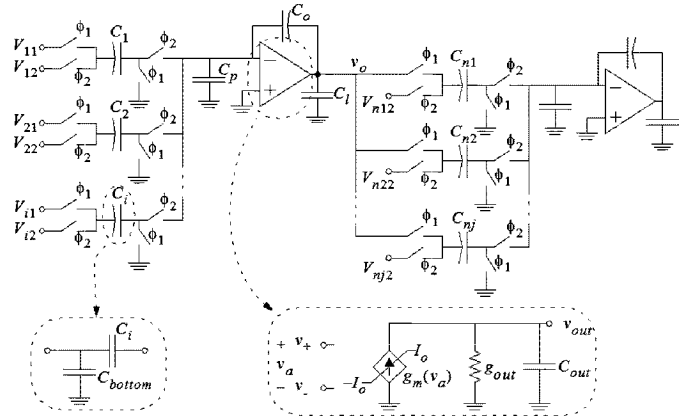 C_o
V_11 ϕ_1 C_1 ϕ_2
V_12 ϕ_2 ϕ_1
C_p
− +
C_l
v_o
ϕ_1 C_n1 ϕ_2
V_n12 ϕ_2 ϕ_1
− +
V_21 ϕ_1 C_2 ϕ_2
V_22 ϕ_2 ϕ_1
ϕ_1 C_n2 ϕ_2
V_n22 ϕ_2 ϕ_1
V_i1 ϕ_1 C_i ϕ_2
V_i2 ϕ_2 ϕ_1
ϕ_1 C_nj ϕ_2
V_nj2 ϕ_2 ϕ_1
C_i
C_bottom
+ v_+
v_a
− v_-
I_o
−I_o
g_m(v_a)
g_out
C_out
v_out